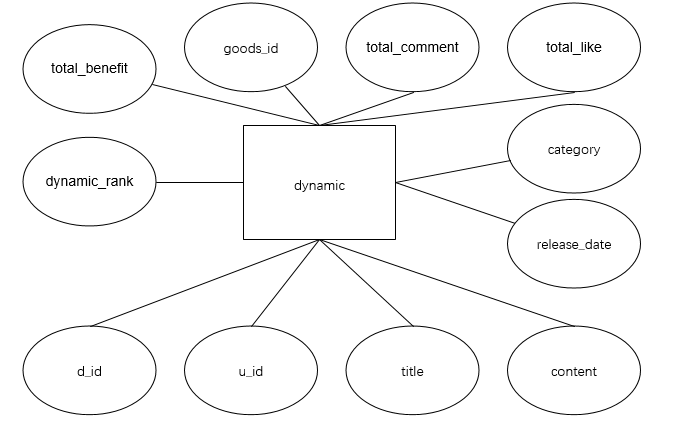 goods_id
total_comment
total_like
total_benefit
category
dynamic_rank
dynamic
release_date
d_id
u_id
title
content